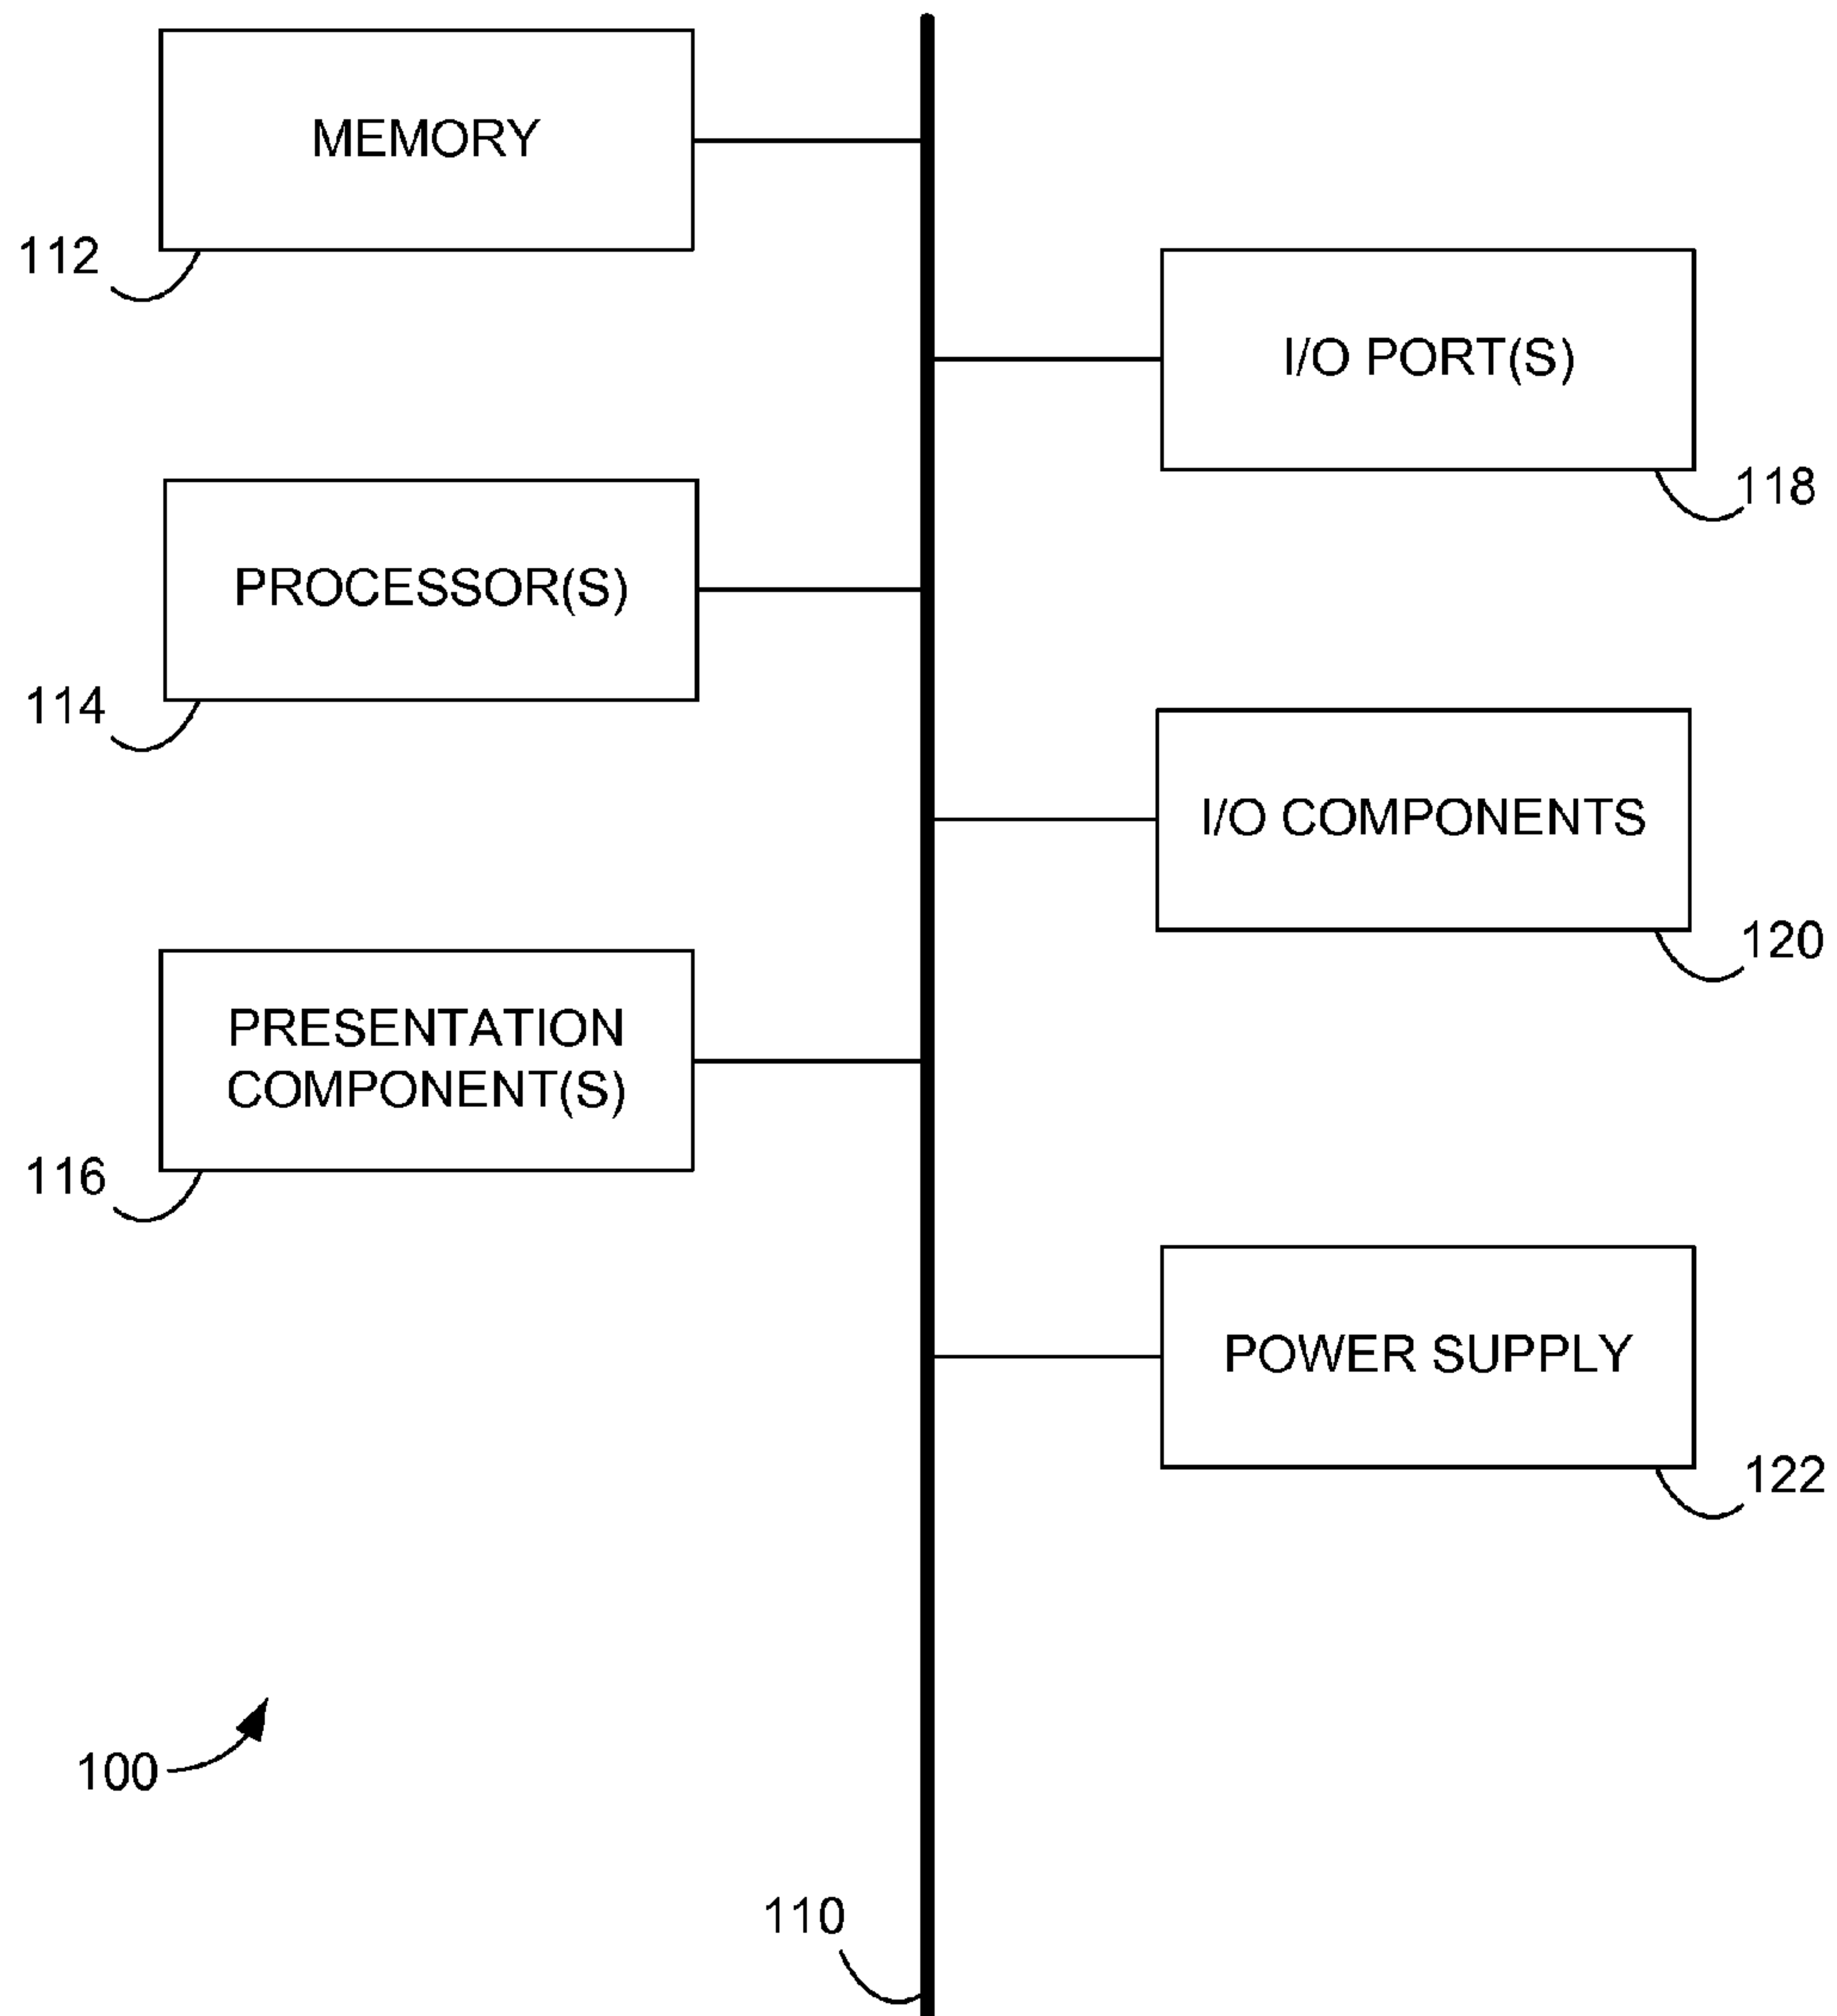 MEMORY
112
I/O PORT(S)
118
PROCESSOR(S)
114
I/O COMPONENTS
120
PRESENTATION
COMPONENT(S)
116
POWER SUPPLY
122
100
110